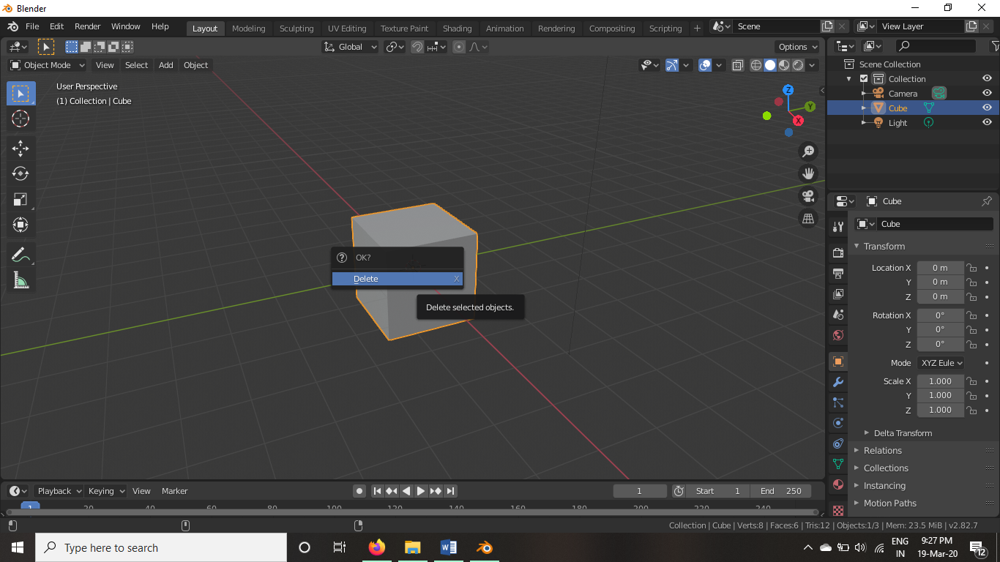 Blender
File Edit Render Window Help Layout Modeling Sculpting UV Editing Texture Paint Shading Animation Rendering Compositing Scripting + Scene View Layer
Global Options
Object Mode View Select Add Object
User Perspective
(1) Collection | Cube
Z
Y
X
OK?
Delete X
Delete selected objects.
Scene Collection
Collection
Camera
Cube
Light
Cube
Cube
Transform
Location X 0 m
Y 0 m
Z 0 m
Rotation X 0°
Y 0°
Z 0°
Mode XYZ Eule
Scale X 1.000
Y 1.000
Z 1.000
Delta Transform
Relations
Collections
Instancing
Motion Paths
Playback Keying View Marker 1 Start 1 End 250
1 20 40 60 80 100 120 140 160 180 200 220 240
Collection | Cube | Verts:8 | Faces:6 | Tris:12 | Objects:1/3 | Mem: 23.5 MiB | v2.82.7
Type here to search
W
ENG
IN
9:27 PM
19-Mar-20
12